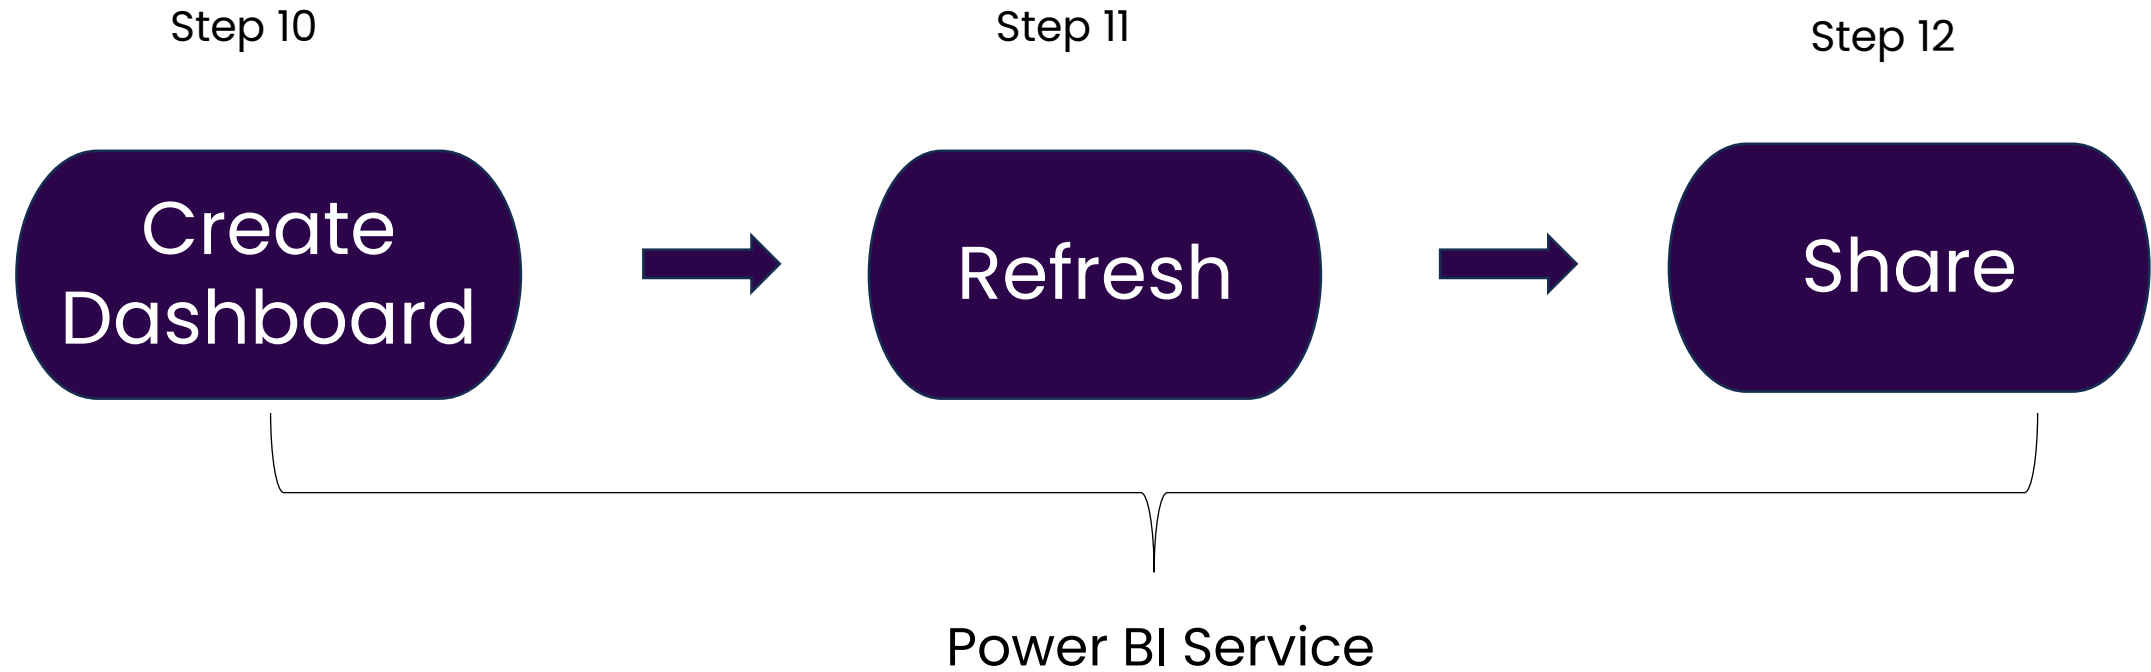 Step 10
Step 11
Step 12
Create
Dashboard
Refresh
Share
Power BI Service